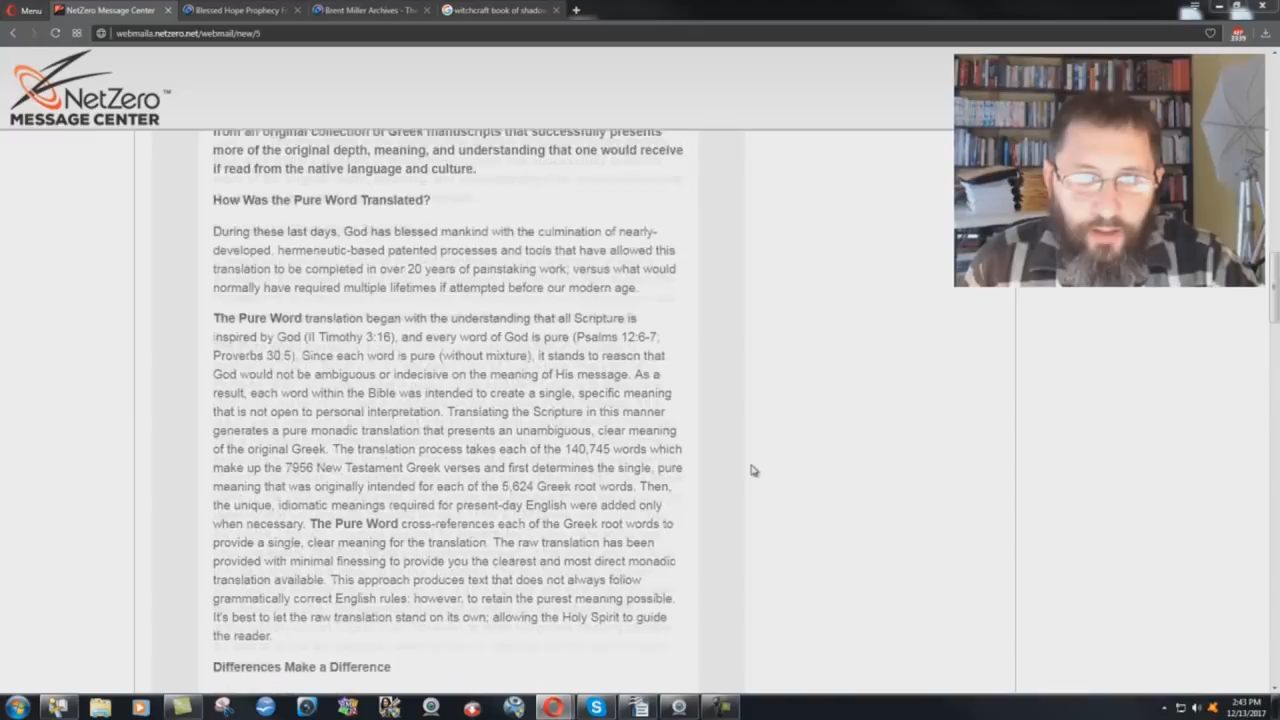 Menu
NetZero Message Center
Blessed Hope Prophecy F
Brent Miller Archives - The
witchcraft book of shadow
webmaila.netzero.net/webmail/new/5
2339
NetZero™
MESSAGE CENTER
from an original collection of Greek manuscripts that successfully presents
more of the original depth, meaning, and understanding that one would receive
if read from the native language and culture.
How Was the Pure Word Translated?
During these last days, God has blessed mankind with the culmination of nearly-
developed, hermeneutic-based patented processes and tools that have allowed this
translation to be completed in over 20 years of painstaking work; versus what would
normally have required multiple lifetimes if attempted before our modern age.
The Pure Word translation began with the understanding that all Scripture is
inspired by God (II Timothy 3:16), and every word of God is pure (Psalms 12:6-7;
Proverbs 30:5). Since each word is pure (without mixture), it stands to reason that
God would not be ambiguous or indecisive on the meaning of His message. As a
result, each word within the Bible was intended to create a single, specific meaning
that is not open to personal interpretation. Translating the Scripture in this manner
generates a pure monadic translation that presents an unambiguous, clear meaning
of the original Greek. The translation process takes each of the 140,745 words which
make up the 7956 New Testament Greek verses and first determines the single, pure
meaning that was originally intended for each of the 5,624 Greek root words. Then,
the unique, idiomatic meanings required for present-day English were added only
when necessary. The Pure Word cross-references each of the Greek root words to
provide a single, clear meaning for the translation. The raw translation has been
provided with minimal finessing to provide you the clearest and most direct monadic
translation available. This approach produces text that does not always follow
grammatically correct English rules; however, to retain the purest meaning possible.
It's best to let the raw translation stand on its own; allowing the Holy Spirit to guide
the reader.
Differences Make a Difference
2:43 PM
12/13/2017